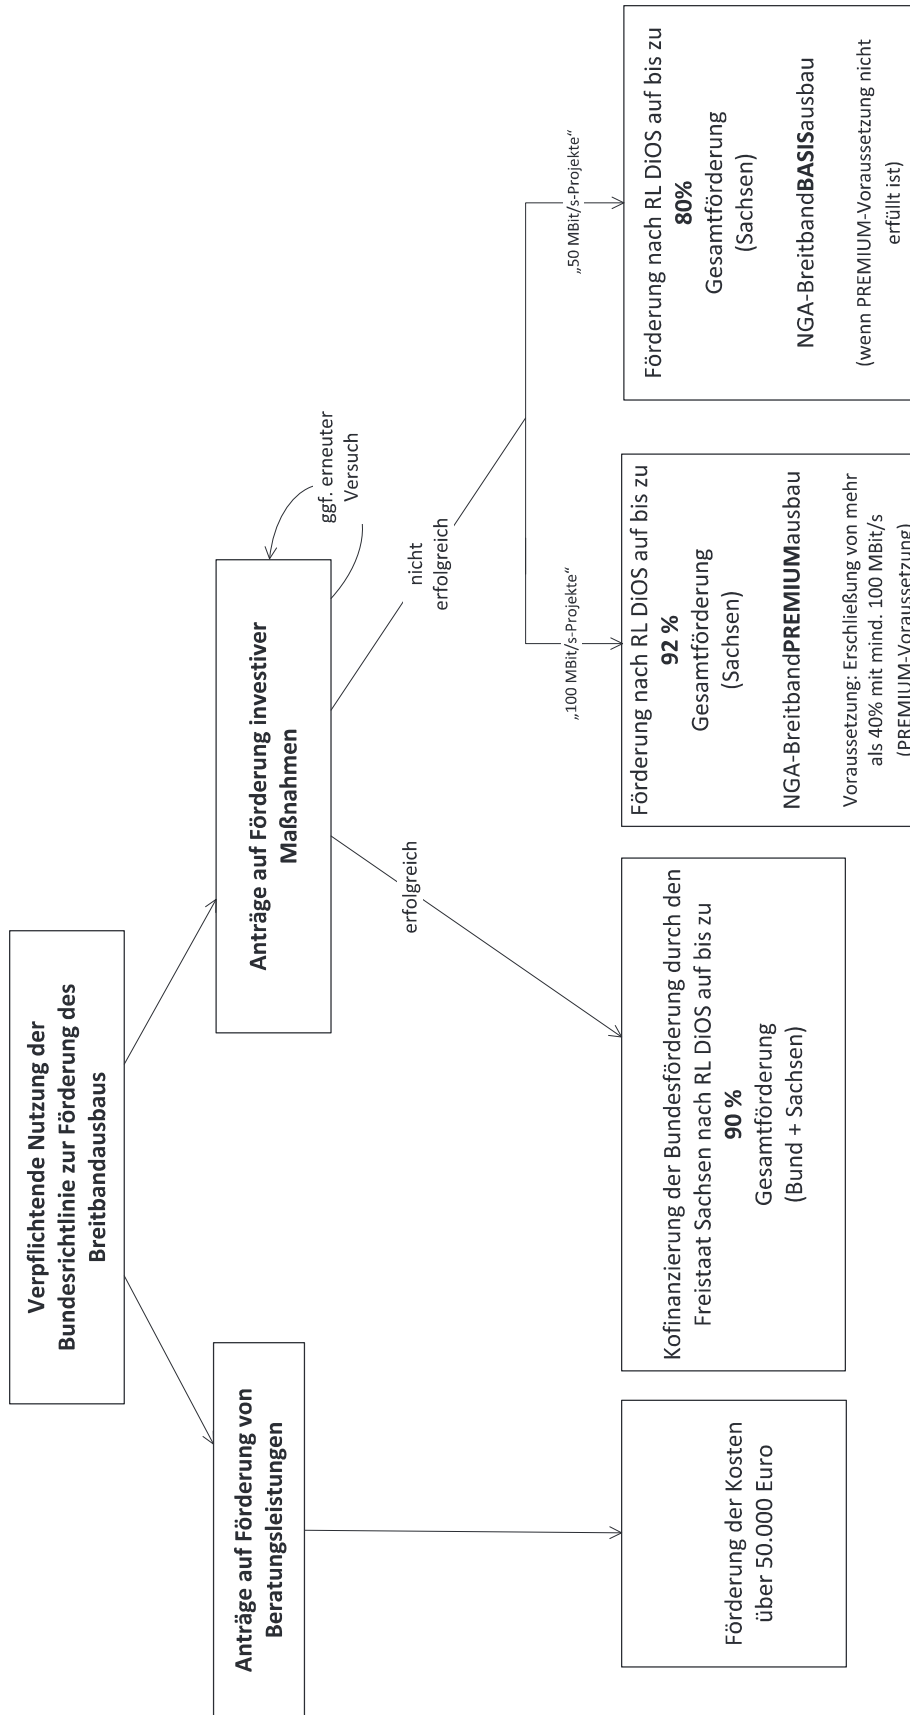 Verpflichtende Nutzung der
Bundesrichtlinie zur Förderung des
Breitbandausbaus
Anträge auf Förderung von
Beratungsleistungen
Anträge auf Förderung investiver
Maßnahmen
ggf. erneuter
Versuch
erfolgreich
nicht
erfolgreich
„100 MBit/s-Projekte“
„50 MBit/s-Projekte“
Förderung der Kosten
über 50.000 Euro
Kofinanzierung der Bundesförderung durch den
Freistaat Sachsen nach RL DiOS auf bis zu
90 %
Gesamtförderung
(Bund + Sachsen)
Förderung nach RL DiOS auf bis zu
92 %
Gesamtförderung
(Sachsen)
NGA-BreitbandPREMIUMausbau
Voraussetzung: Erschließung von mehr
als 40% mit mind. 100 MBit/s
(PREMIUM-Voraussetzung)
Förderung nach RL DiOS auf bis zu
80%
Gesamtförderung
(Sachsen)
NGA-BreitbandBASISausbau
(wenn PREMIUM-Voraussetzung nicht
erfüllt ist)